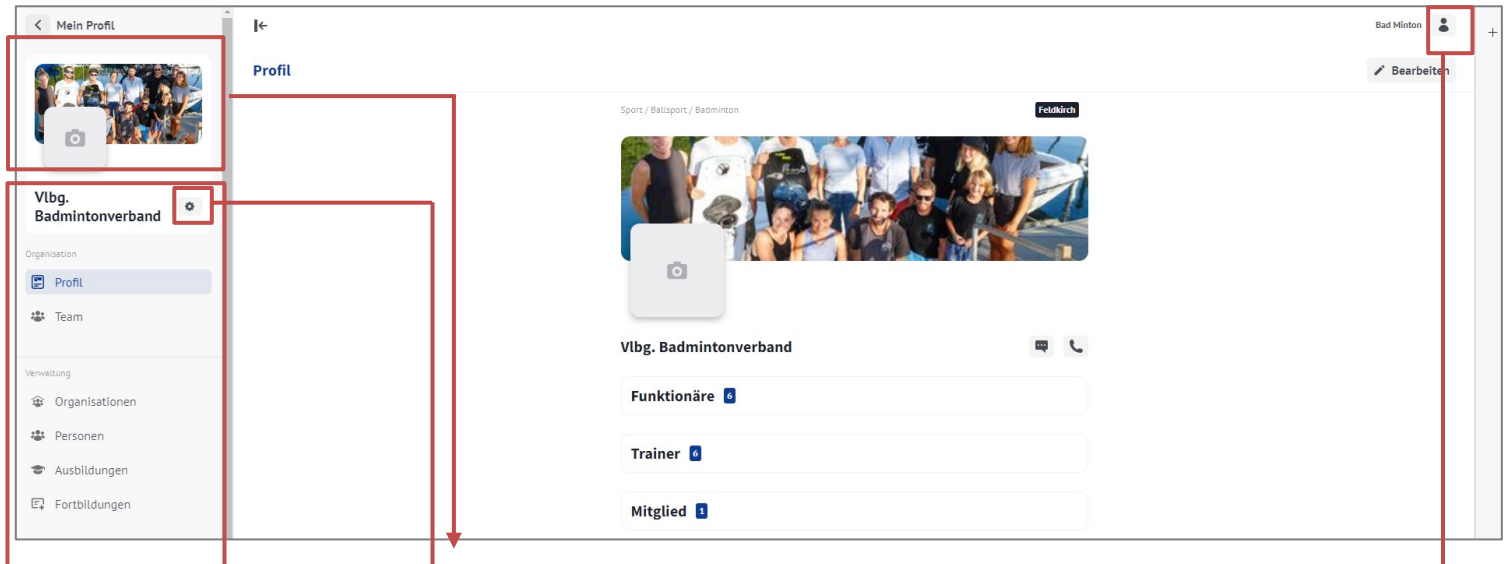 Mein Profil
Vlbg.
Badmintonverband
Organisation
Profil
Team
Verwaltung
Organisationen
Personen
Ausbildungen
Fortbildungen
Bad Minton
Profil
Bearbeiten
Sport / Ballsport / Badminton
Feldkirch
Vlbg. Badmintonverband
Funktionäre 6
Trainer 6
Mitglied 1